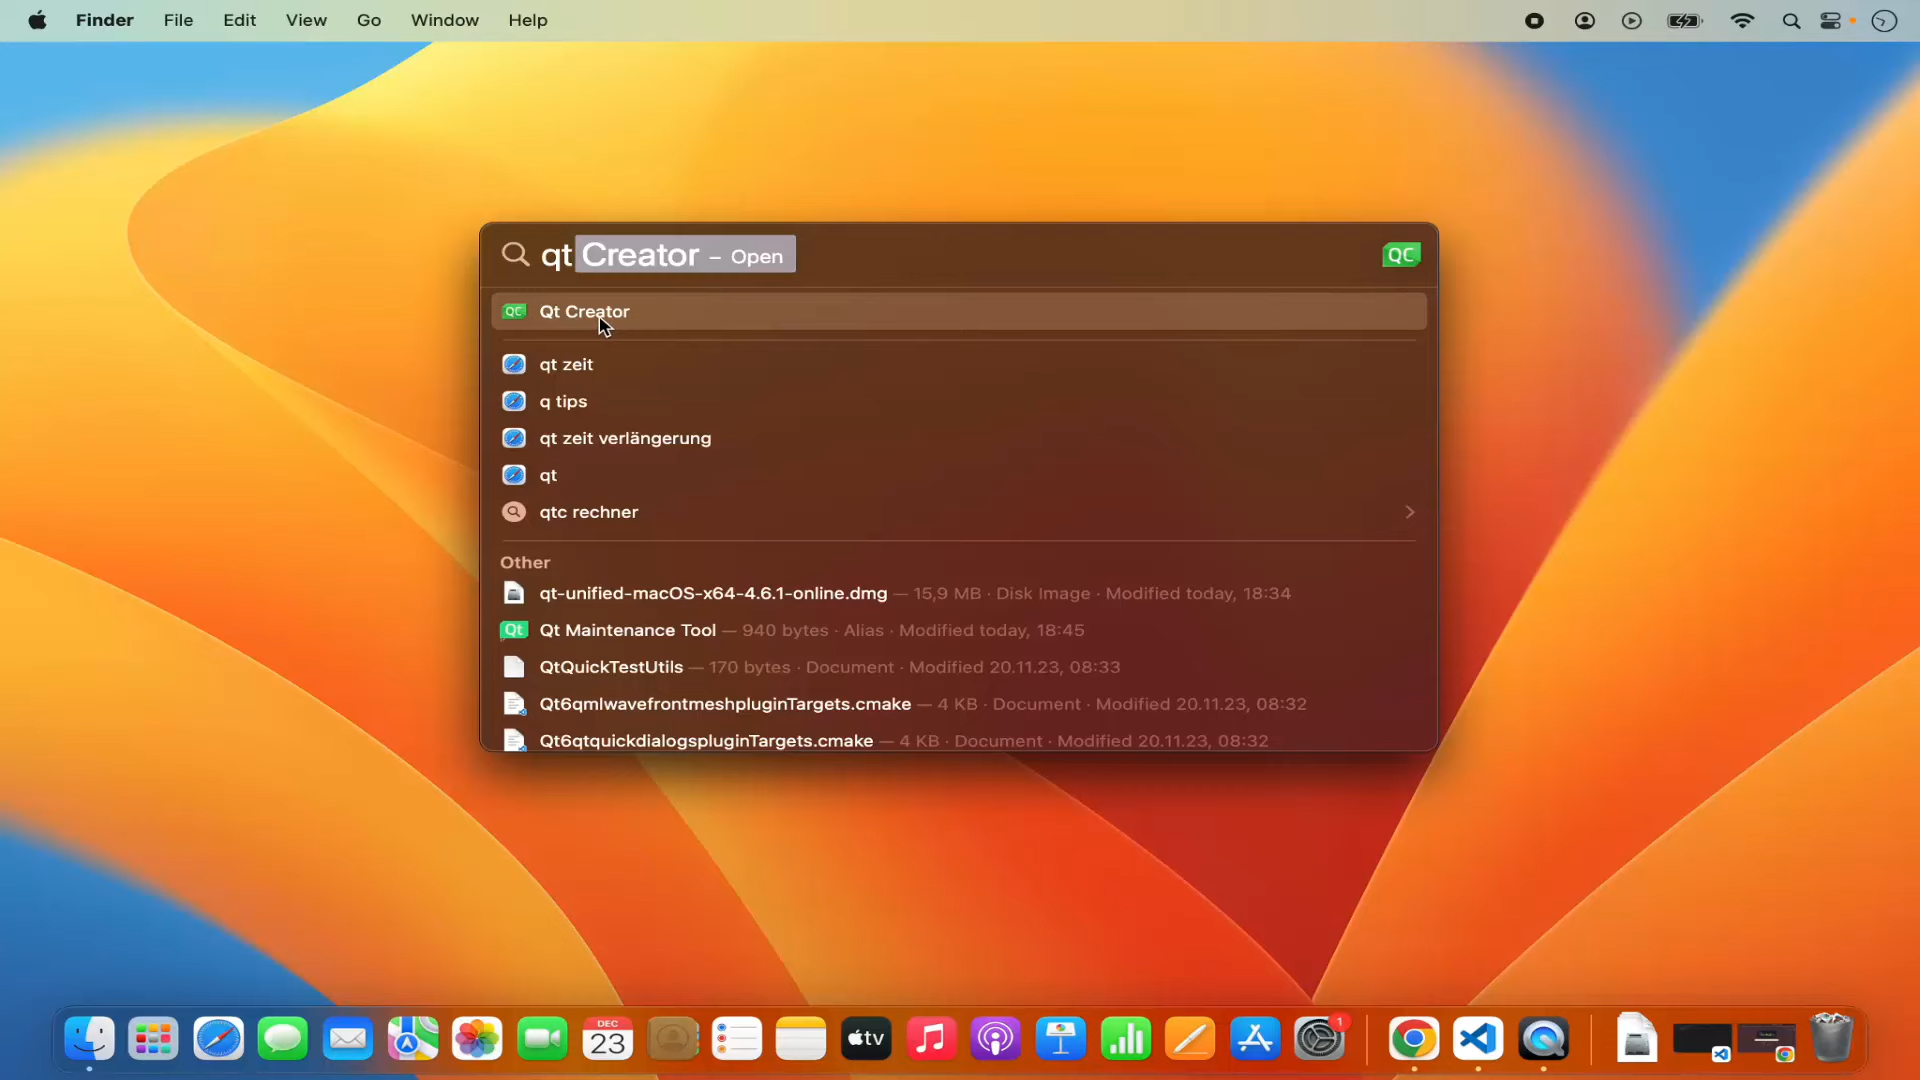 Finder File Edit View Go Window Help
qt Creator – Open
QC
QC Qt Creator
qt zeit
q tips
qt zeit verlängerung
qt
qtc rechner
Other
qt-unified-macOS-x64-4.6.1-online.dmg — 15,9 MB · Disk Image · Modified today, 18:34
Qt Qt Maintenance Tool — 940 bytes · Alias · Modified today, 18:45
QtQuickTestUtils — 170 bytes · Document · Modified 20.11.23, 08:33
Qt6qmlwavefrontmeshpluginTargets.cmake — 4 KB · Document · Modified 20.11.23, 08:32
Qt6qtquickdialogspluginTargets.cmake — 4 KB · Document · Modified 20.11.23, 08:32
DEC
23
tv
1